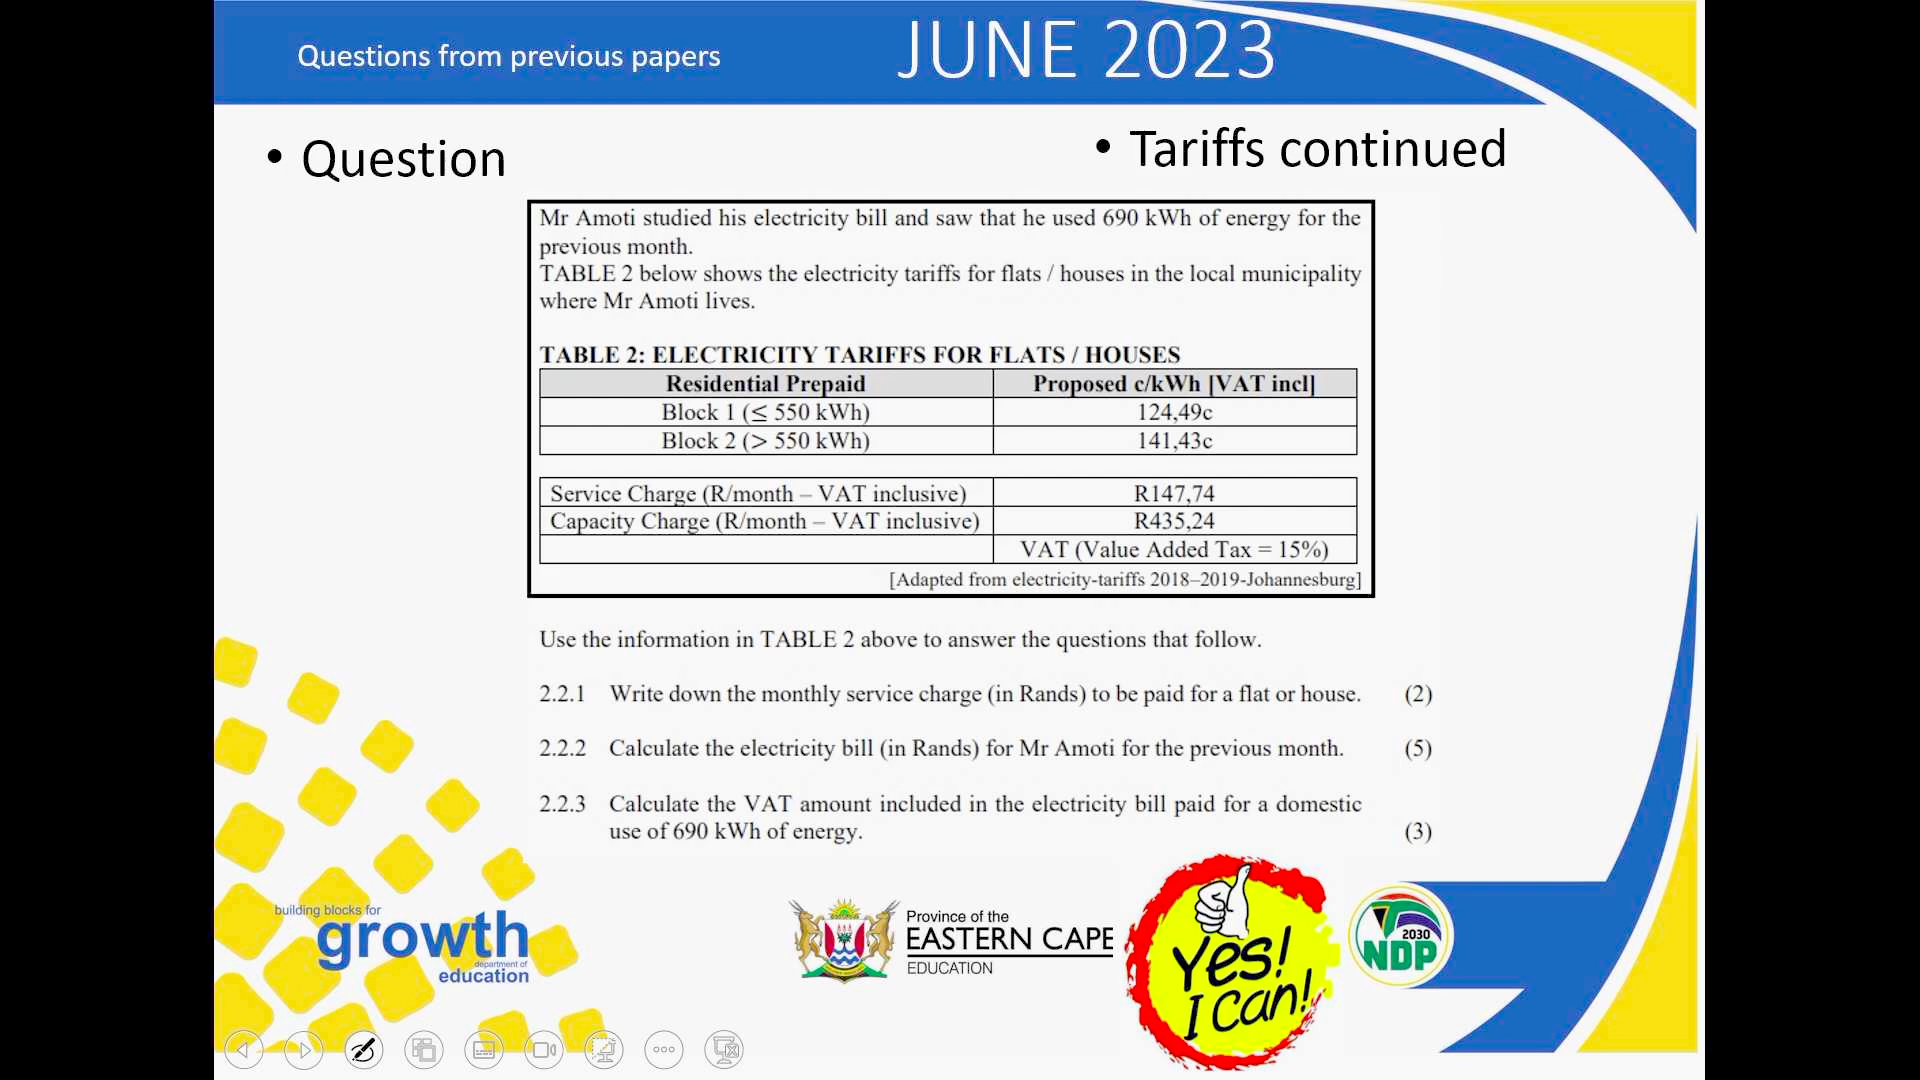 Questions from previous papers
JUNE 2023
• Question
• Tariffs continued
Mr Amoti studied his electricity bill and saw that he used 690 kWh of energy for the
previous month.
TABLE 2 below shows the electricity tariffs for flats / houses in the local municipality
where Mr Amoti lives.
TABLE 2: ELECTRICITY TARIFFS FOR FLATS / HOUSES
Residential Prepaid Proposed c/kWh [VAT incl]
Block 1 (≤ 550 kWh) 124,49c
Block 2 (> 550 kWh) 141,43c
Service Charge (R/month – VAT inclusive) R147,74
Capacity Charge (R/month – VAT inclusive) R435,24
VAT (Value Added Tax = 15%)
[Adapted from electricity-tariffs 2018–2019-Johannesburg]
Use the information in TABLE 2 above to answer the questions that follow.
2.2.1 Write down the monthly service charge (in Rands) to be paid for a flat or house. (2)
2.2.2 Calculate the electricity bill (in Rands) for Mr Amoti for the previous month. (5)
2.2.3 Calculate the VAT amount included in the electricity bill paid for a domestic
use of 690 kWh of energy. (3)
building blocks for
growth
department of
education
Province of the
EASTERN CAPE
EDUCATION
Yes!
I can!
2030
NDP